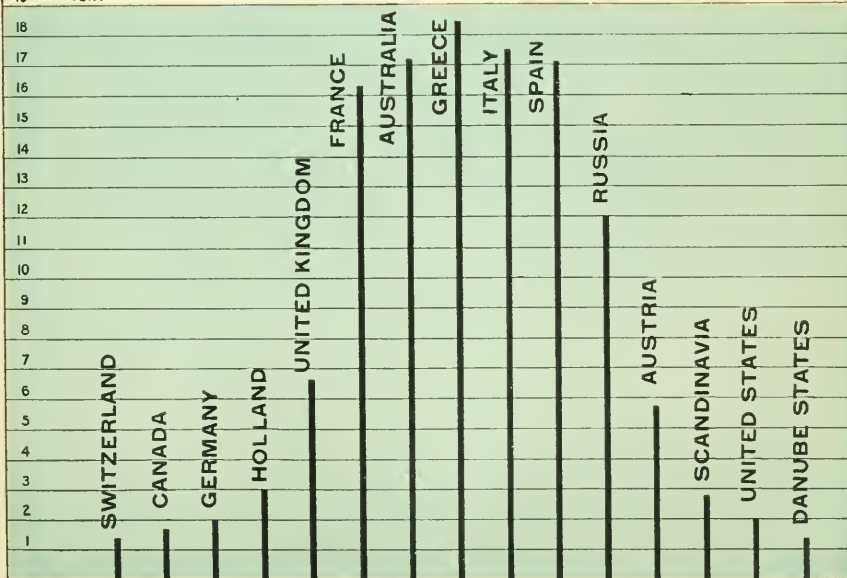 18
17
16
15
14
13
12
11
10
9
8
7
6
5
4
3
2
1
SWITZERLAND
CANADA
GERMANY
HOLLAND
UNITED KINGDOM
FRANCE
AUSTRALIA
GREECE
ITALY
SPAIN
RUSSIA
AUSTRIA
SCANDINAVIA
UNITED STATES
DANUBE STATES